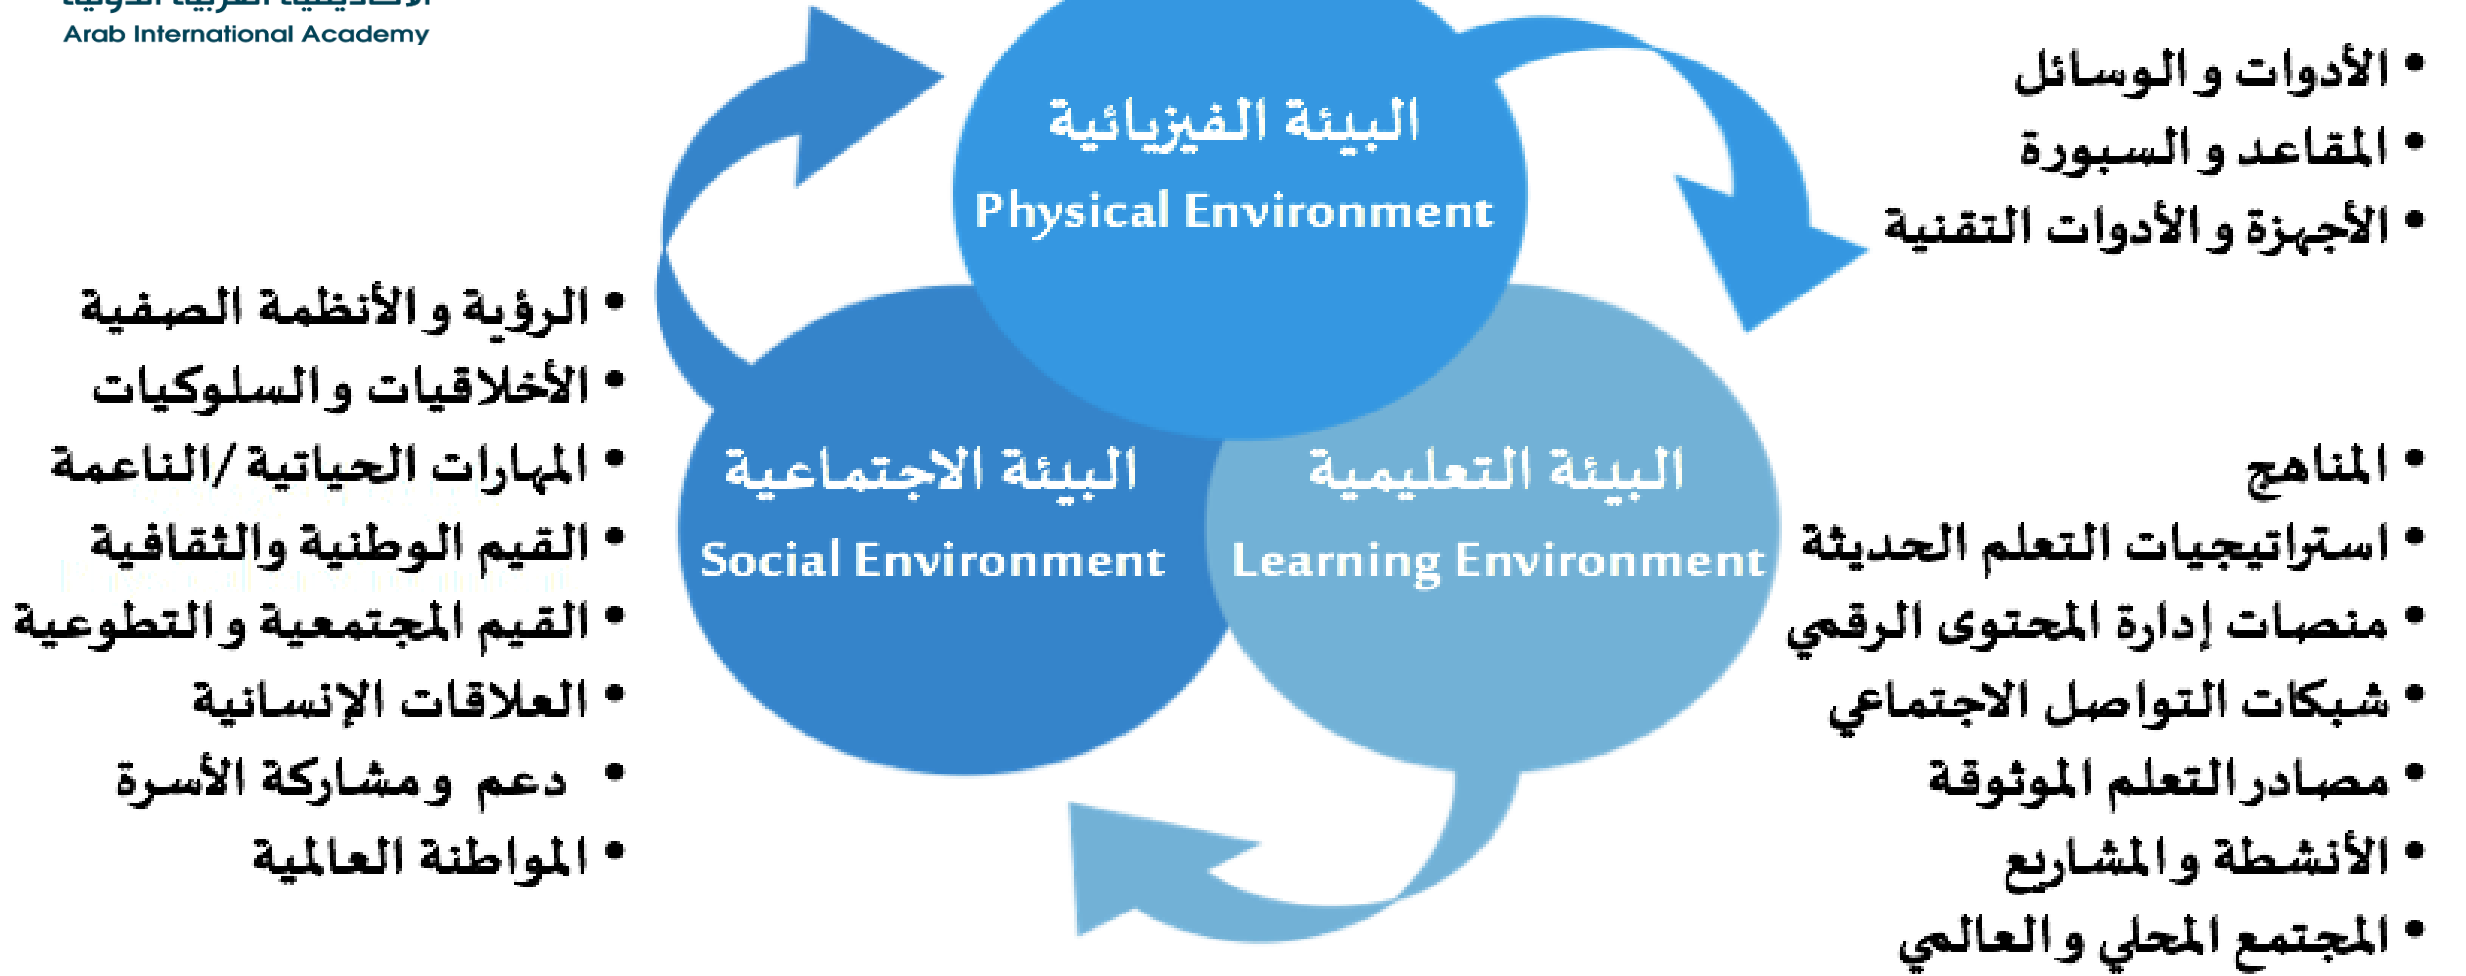 Arab International Academy
البيئة الفيزيائية
Physical Environment
• الأدوات و الوسائل
• المقاعد و السبورة
• الأجهزة و الأدوات التقنية
البيئة الاجتماعية
Social Environment
• الرؤية و الأنظمة الصفية
• الأخلاقيات و السلوكيات
• المهارات الحياتية /الناعمة
• القيم الوطنية والثقافية
• القيم المجتمعية و التطوعية
• العلاقات الإنسانية
• دعم و مشاركة الأسرة
• المواطنة العالمية
البيئة التعليمية
Learning Environment
• المناهج
• استراتيجيات التعلم الحديثة
• منصات إدارة المحتوى الرقمي
• شبكات التواصل الاجتماعي
• مصادر التعلم الموثوقة
• الأنشطة و المشاريع
• المجتمع المحلي و العالمي